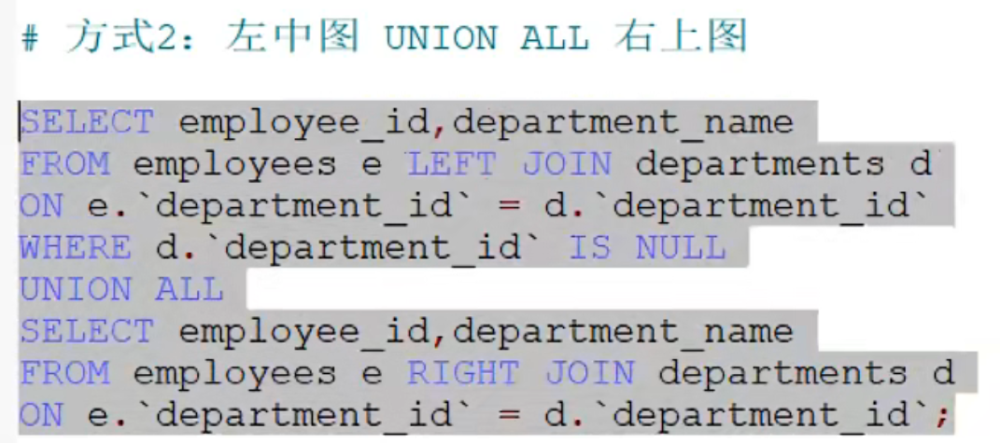 # 方式2：左中图 UNION ALL 右上图
SELECT employee_id,department_name
FROM employees e LEFT JOIN departments d
ON e.`department_id` = d.`department_id`
WHERE d.`department_id` IS NULL
UNION ALL
SELECT employee_id,department_name
FROM employees e RIGHT JOIN departments d
ON e.`department_id` = d.`department_id`;